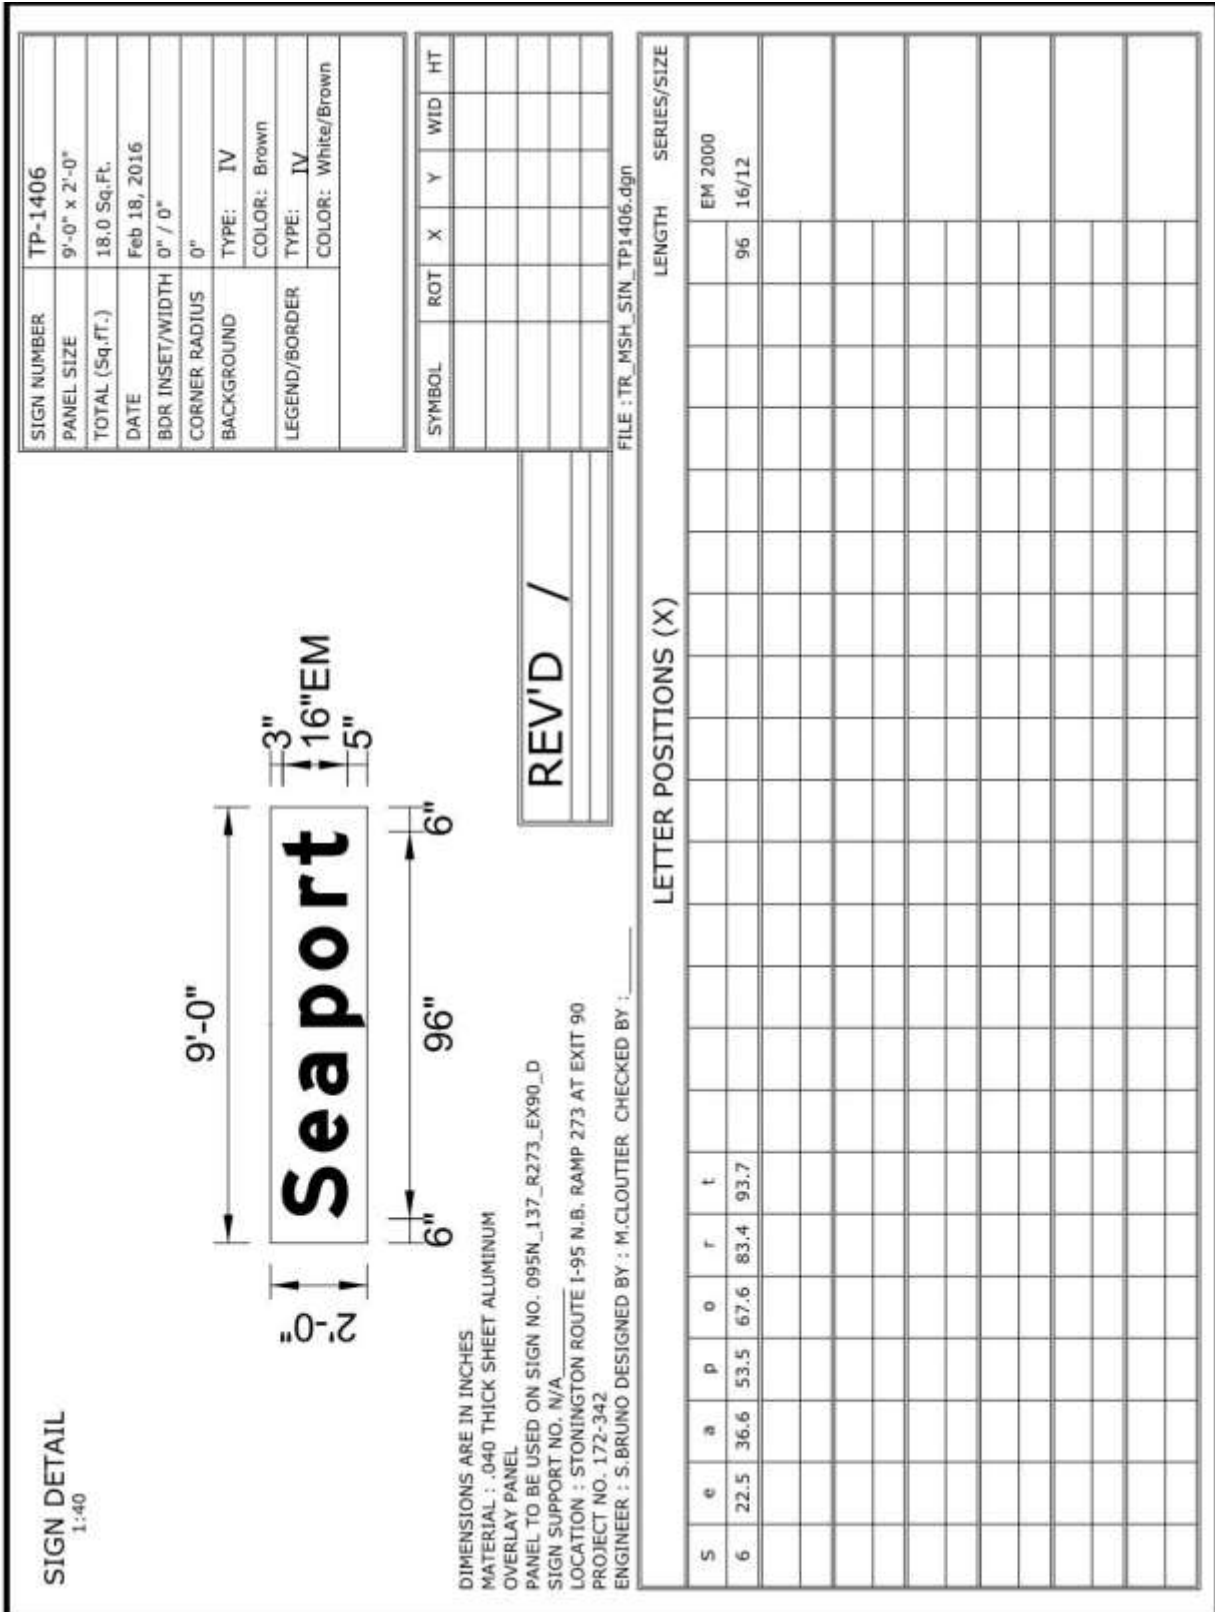 SIGN DETAIL
1:40
9'-0"
2'-0"
Seaport
3"
16"EM
5"
6"
96"
6"
SIGN NUMBER TP-1406
PANEL SIZE 9'-0" x 2'-0"
TOTAL (Sq.fT.) 18.0 Sq.Ft.
DATE Feb 18, 2016
BDR INSET/WIDTH 0" / 0"
CORNER RADIUS 0"
BACKGROUND TYPE: IV
COLOR: Brown
LEGEND/BORDER TYPE: IV
COLOR: White/Brown
SYMBOL ROT X Y WID HT
DIMENSIONS ARE IN INCHES
MATERIAL : .040 THICK SHEET ALUMINUM
OVERLAY PANEL
PANEL TO BE USED ON SIGN NO. 095N_137_R273_EX90_D
SIGN SUPPORT NO. N/A
LOCATION : STONINGTON ROUTE I-95 N.B. RAMP 273 AT EXIT 90
PROJECT NO. 172-342
ENGINEER : S.BRUNO DESIGNED BY : M.CLOUTIER CHECKED BY :
REV'D /
FILE : TR_MSH_SIN_TP1406.dgn
LETTER POSITIONS (X) LENGTH SERIES/SIZE
S e a p o r t EM 2000
6 22.5 36.6 53.5 67.6 83.4 93.7 96 16/12